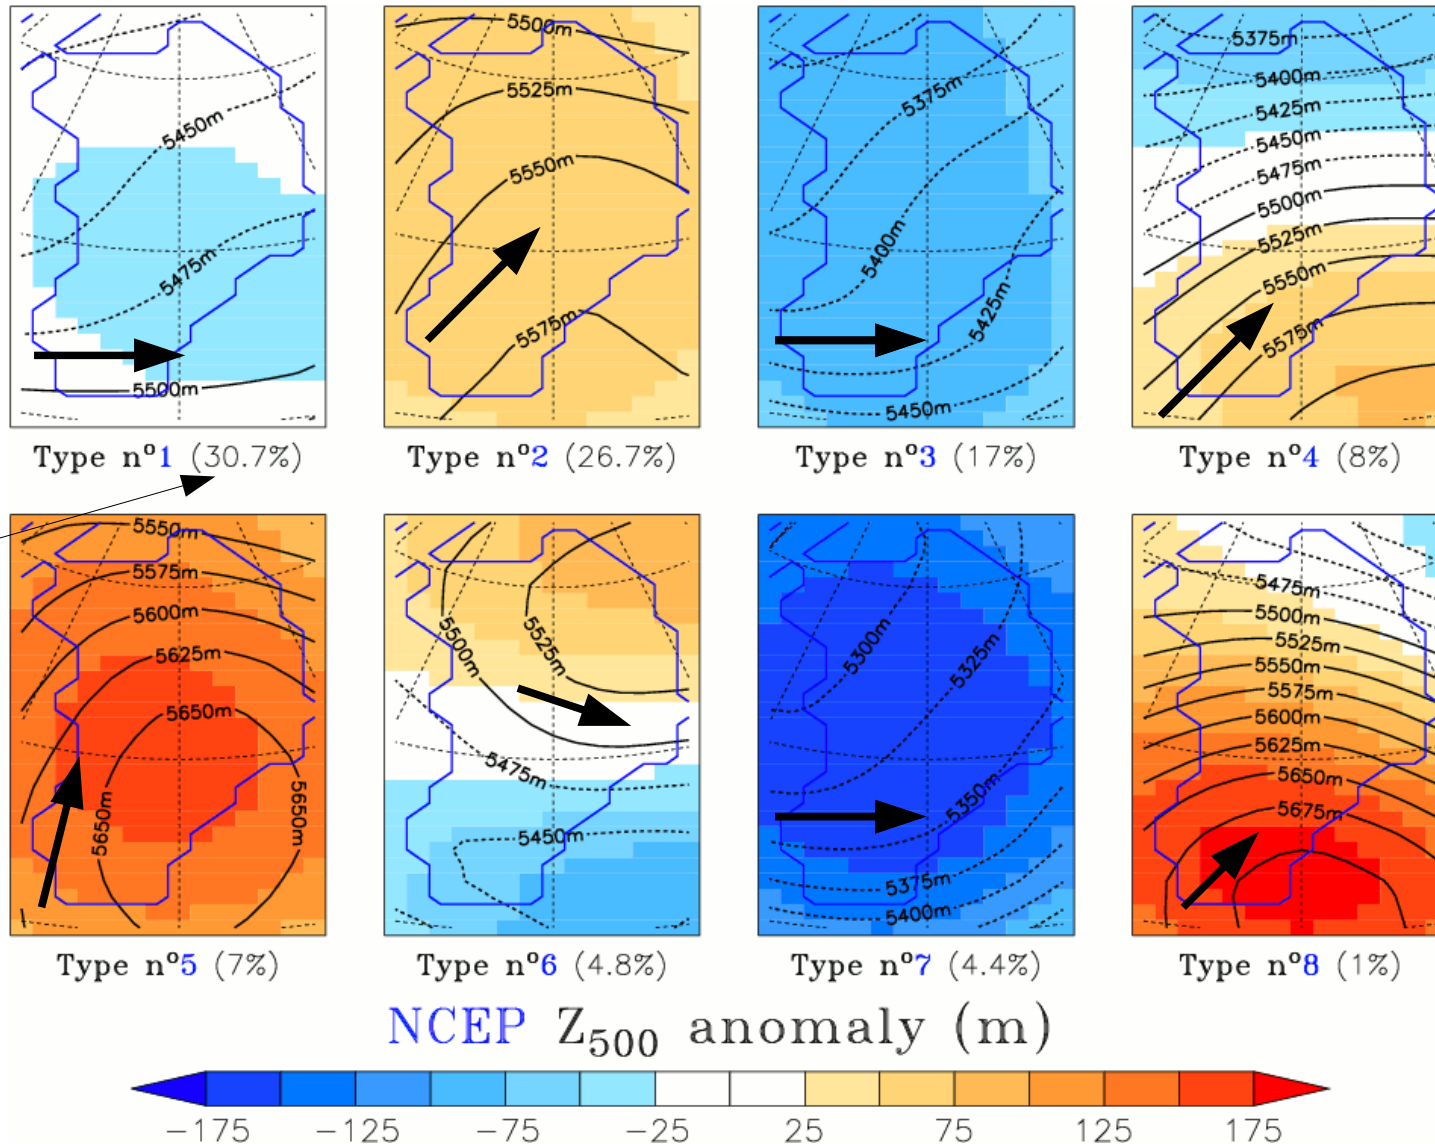 5450m
5475m
5500m
Type nº1 (30.7%)
5500m
5525m
5550m
5575m
Type nº2 (26.7%)
5375m
5400m
5425m
5450m
Type nº3 (17%)
5375m
5400m
5425m
5450m
5475m
5500m
5525m
5550m
5575m
Type nº4 (8%)
5550m
5575m
5600m
5625m
5650m
5650m
5650m
Type nº5 (7%)
5500m
5525m
5475m
5450m
Type nº6 (4.8%)
5300m
5325m
5350m
5375m
5400m
Type nº7 (4.4%)
5475m
5500m
5525m
5550m
5575m
5600m
5625m
5650m
5675m
Type nº8 (1%)
NCEP Z500 anomaly (m)
−175 −125 −75 −25 25 75 125 175